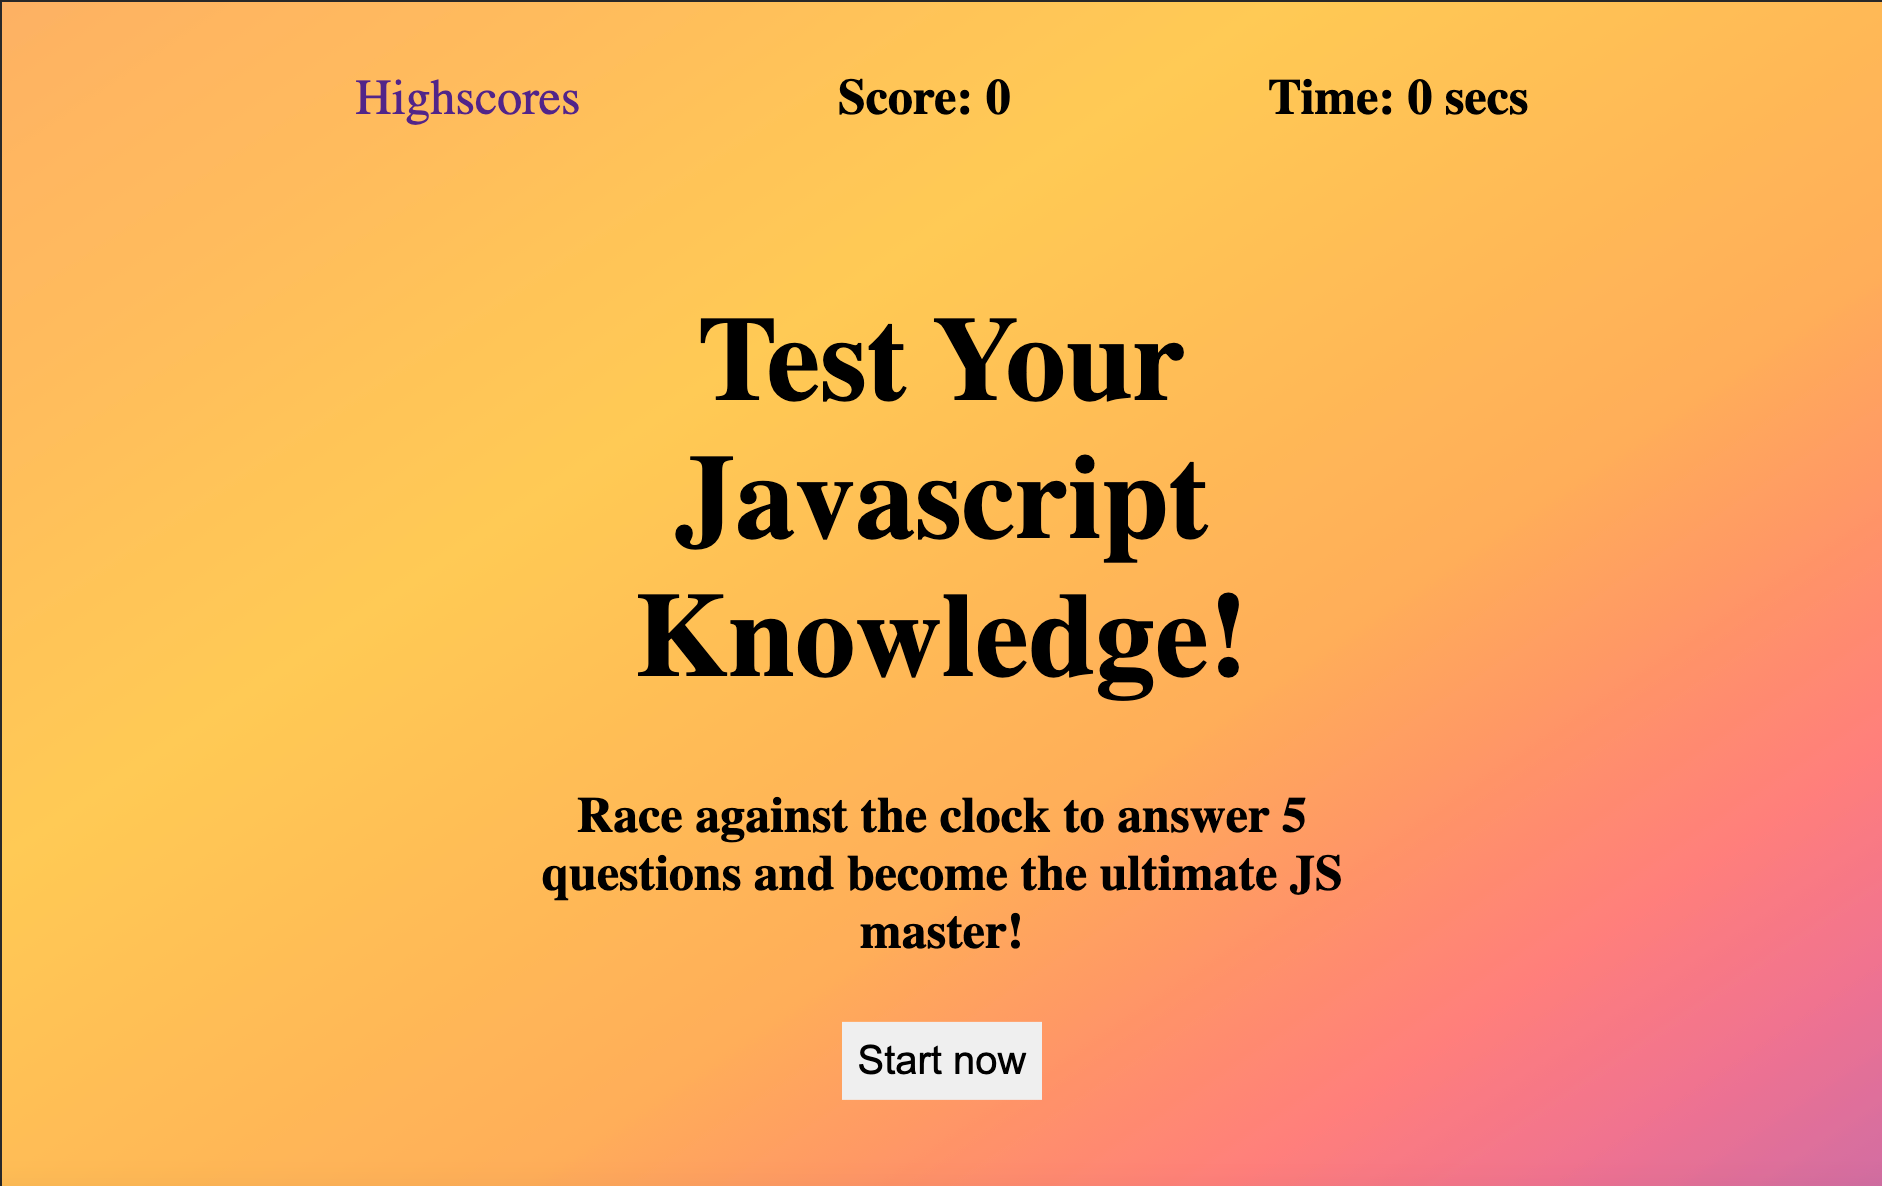 Highscores Score: 0 Time: 0 secs
Test Your
Javascript
Knowledge!
Race against the clock to answer 5
questions and become the ultimate JS
master!
Start now